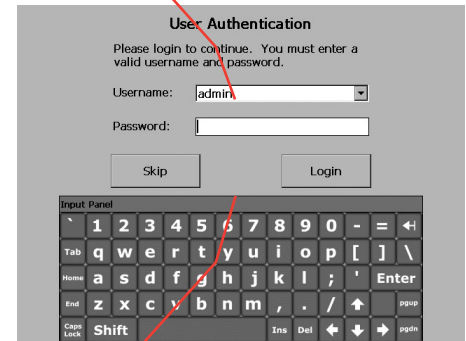 User Authentication
Please login to continue. You must enter a
valid username and password.
Username: admin
Password:
Skip Login
Input Panel
` 1 2 3 4 5 6 7 8 9 0 - =
Tab q w e r t y u i o p [ ] \
Home a s d f g h j k l ; ' Enter
End z x c v b n m , . / pgup
Caps Lock Shift Ins Del pgdn